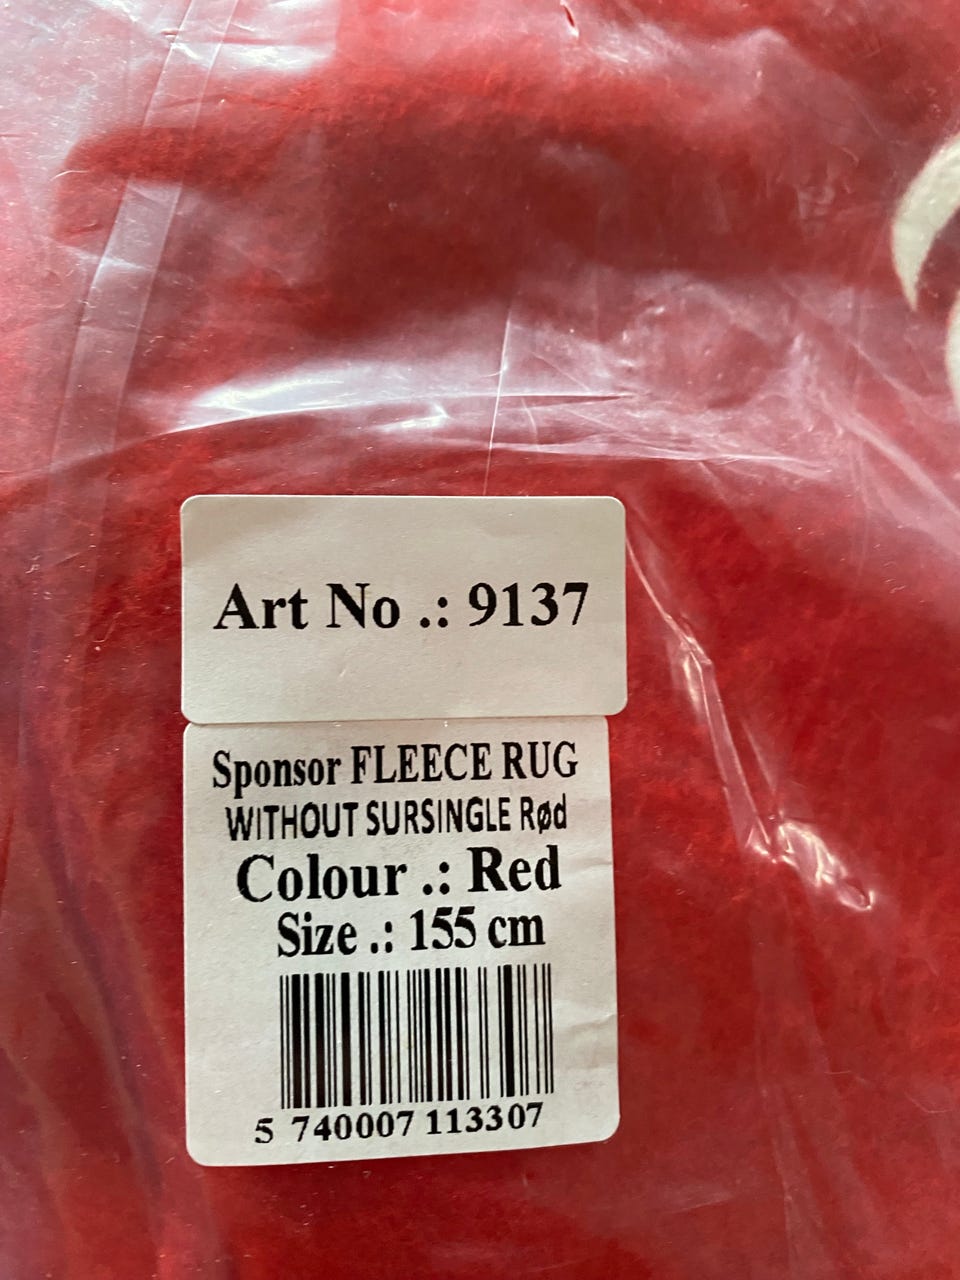 Art No .: 9137
Sponsor FLEECE RUG
WITHOUT SURSINGLE Rød
Colour .: Red
Size .: 155 cm
5 740007 113307